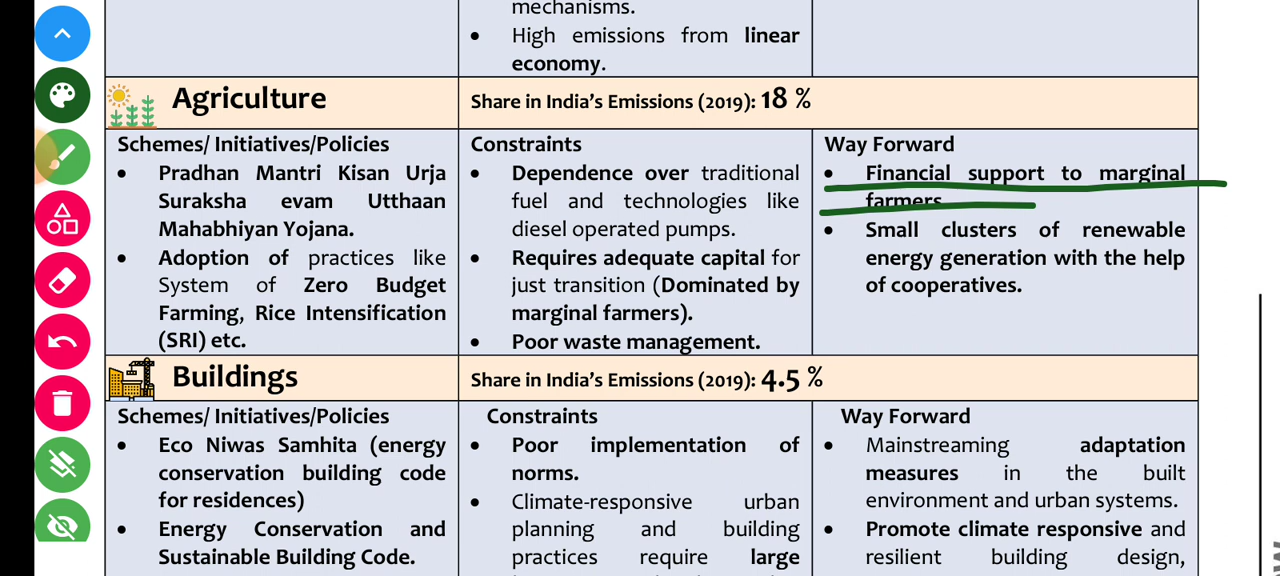 mechanisms.
• High emissions from linear
economy.
Agriculture
Share in India's Emissions (2019): 18 %
Schemes/ Initiatives/Policies
• Pradhan Mantri Kisan Urja
Suraksha evam Utthaan
Mahabhiyan Yojana.
• Adoption of practices like
System of Zero Budget
Farming, Rice Intensification
(SRI) etc.
Constraints
• Dependence over traditional
fuel and technologies like
diesel operated pumps.
• Requires adequate capital for
just transition (Dominated by
marginal farmers).
• Poor waste management.
Way Forward
• Financial support to marginal
farmers
• Small clusters of renewable
energy generation with the help
of cooperatives.
Buildings
Share in India's Emissions (2019): 4.5 %
Schemes/ Initiatives/Policies
• Eco Niwas Samhita (energy
conservation building code
for residences)
• Energy Conservation and
Sustainable Building Code.
Constraints
• Poor implementation of
norms.
• Climate-responsive urban
planning and building
practices require large
Way Forward
• Mainstreaming adaptation
measures in the built
environment and urban systems.
• Promote climate responsive and
resilient building design,